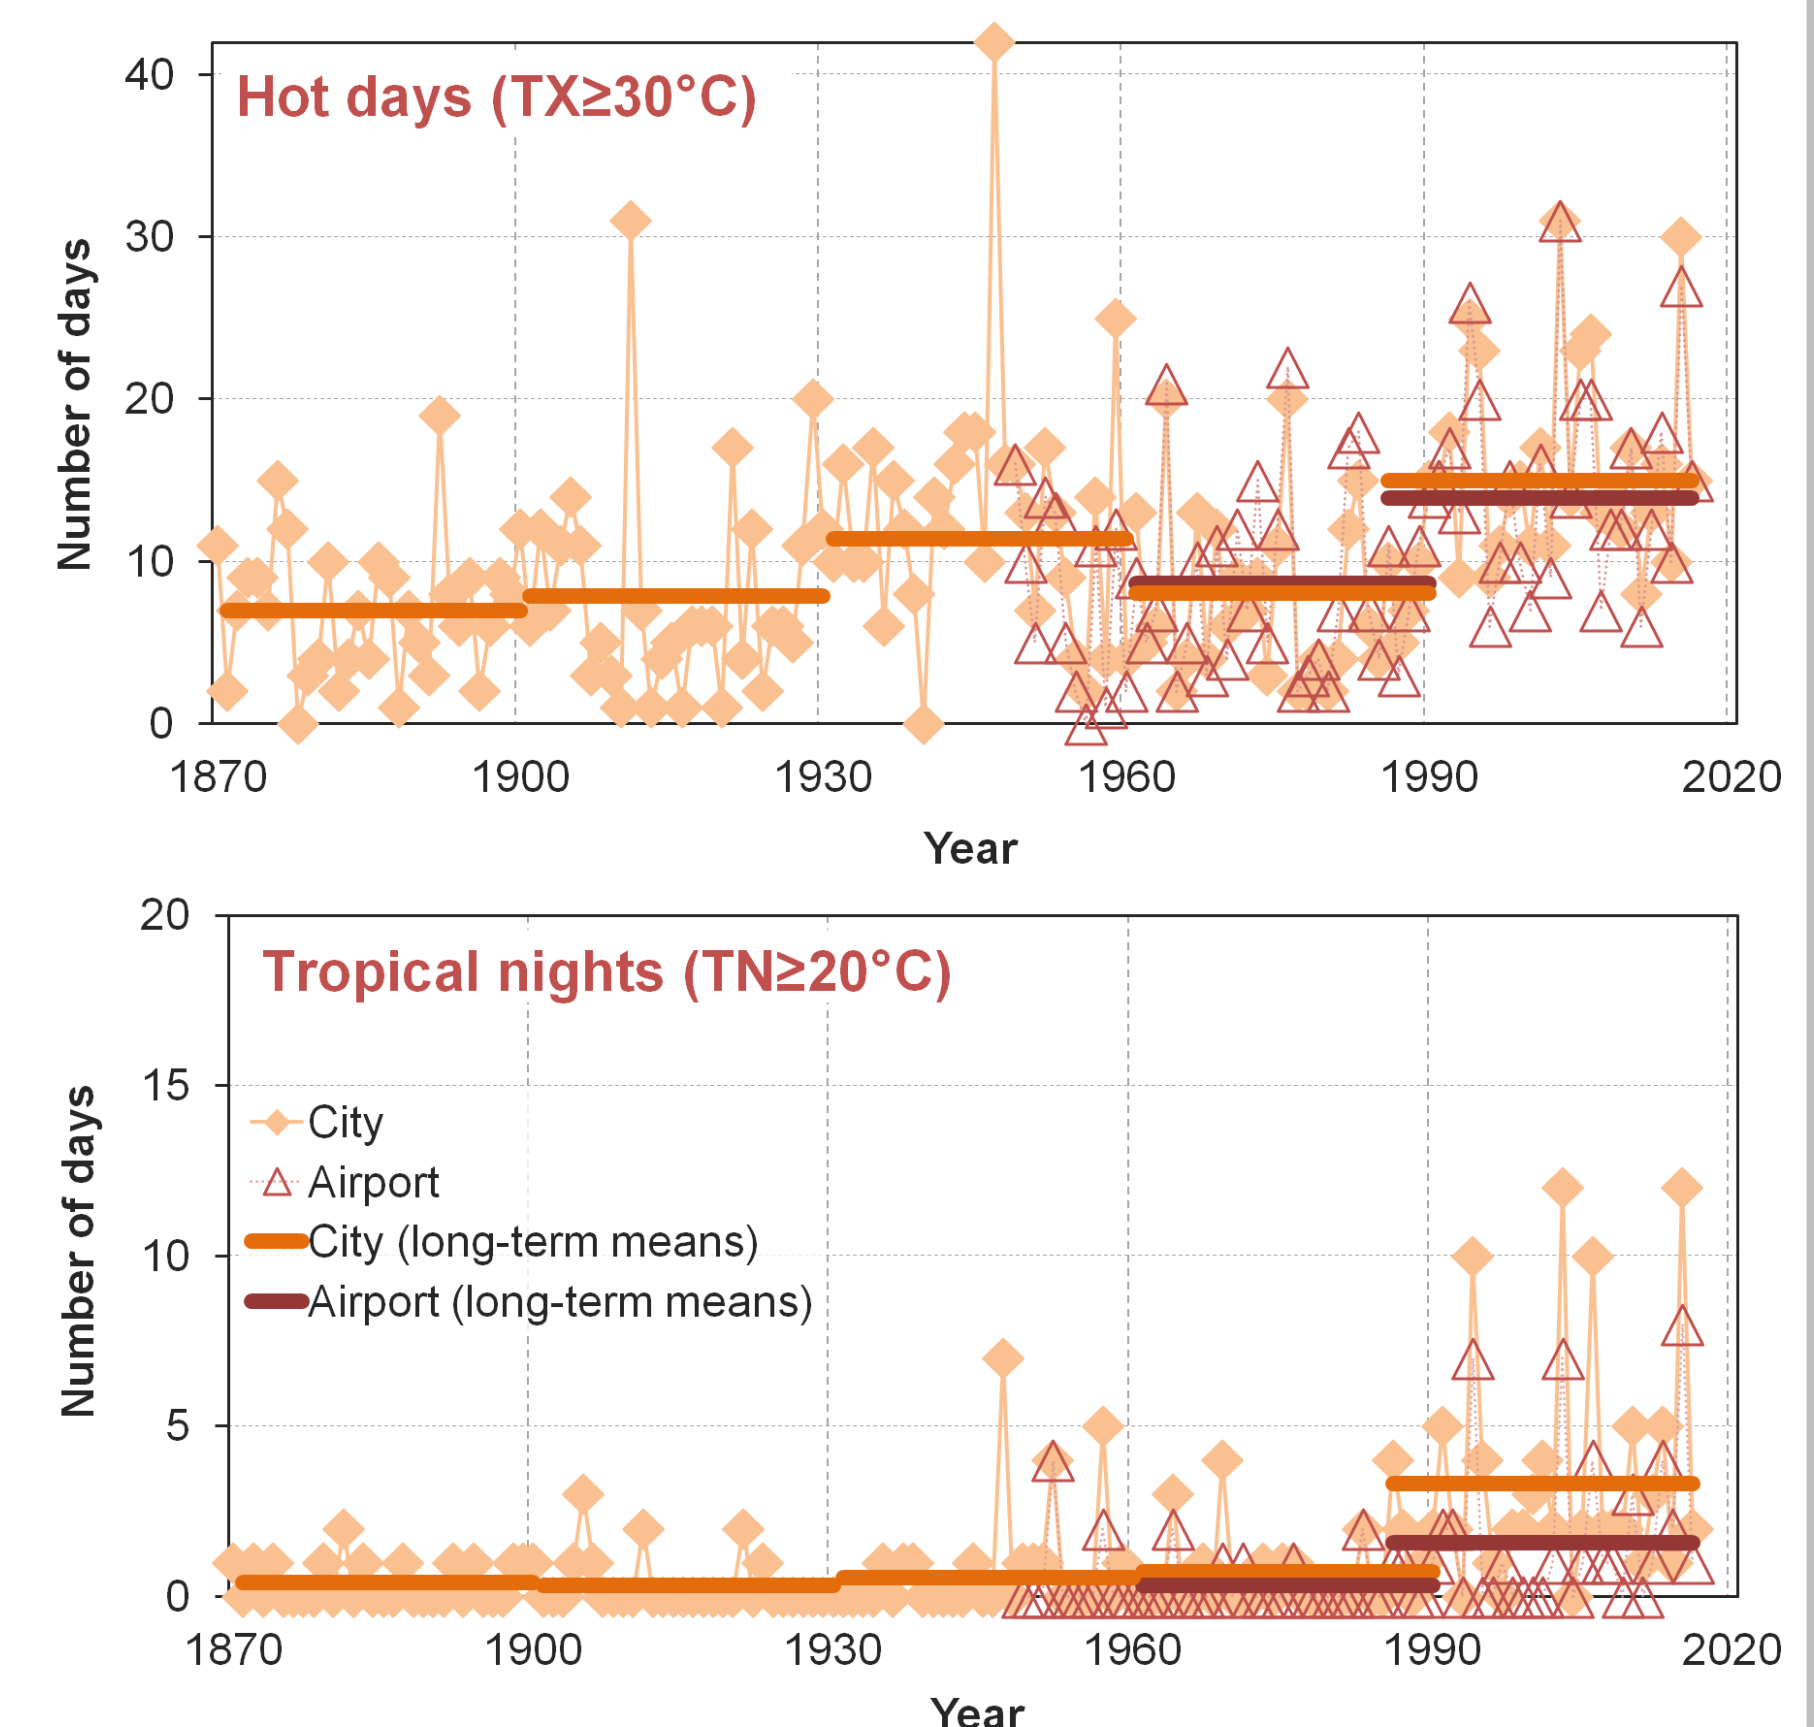 Hot days (TX≥30°C)
Number of days
40
30
20
10
0
1870 1900 1930 1960 1990 2020
Year
Tropical nights (TN≥20°C)
Number of days
20
15
10
5
0
City
Airport
City (long-term means)
Airport (long-term means)
1870 1900 1930 1960 1990 2020
Year